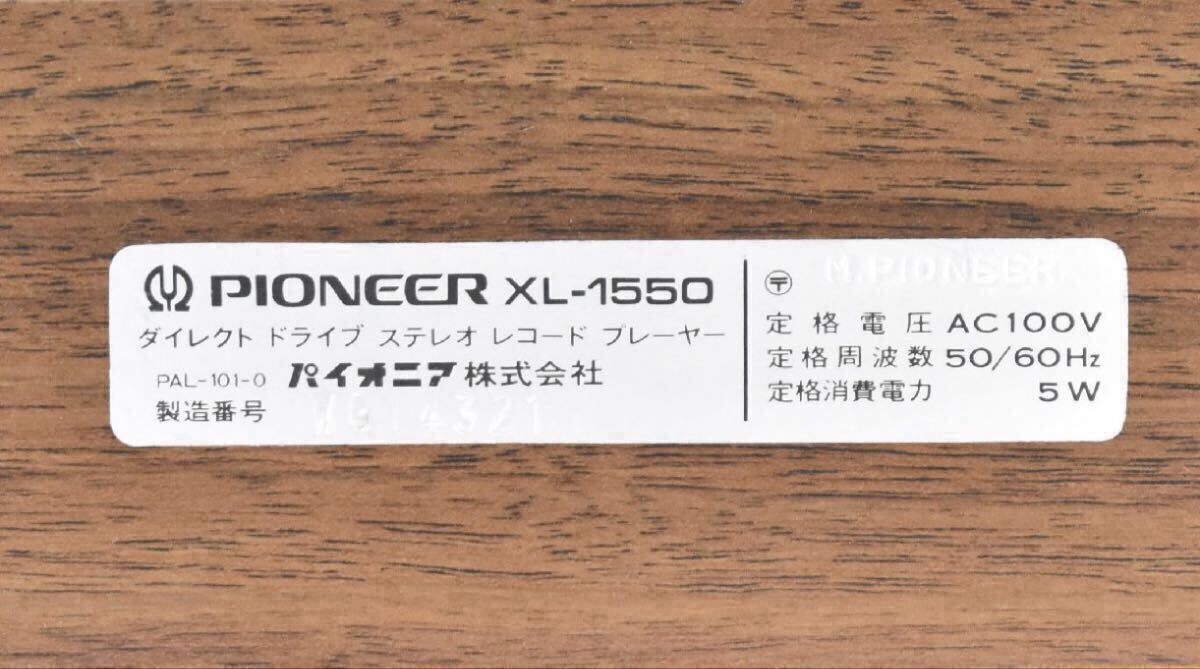 PIONEER XL-1550
ダイレクト ドライブ ステレオ レコード プレーヤー
PAL-101-0 パイオニア株式会社
製造番号 4321
〶 M.PIONEER
定格電圧 AC100V
定格周波数 50/60Hz
定格消費電力 5W